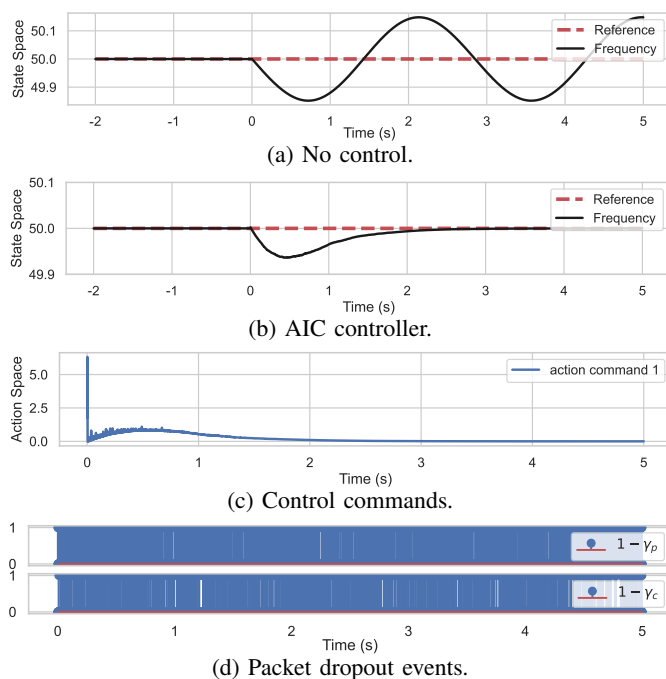 State Space
50.1
50.0
49.9
Reference
Frequency
-2 -1 0 1 2 3 4 5
Time (s)
(a) No control.
State Space
50.1
50.0
49.9
Reference
Frequency
-2 -1 0 1 2 3 4 5
Time (s)
(b) AIC controller.
Action Space
5.0
2.5
0.0
action command 1
0 1 2 3 4 5
Time (s)
(c) Control commands.
1
0
1 − γp
1
0
1 − γc
0 1 2 3 4 5
Time (s)
(d) Packet dropout events.